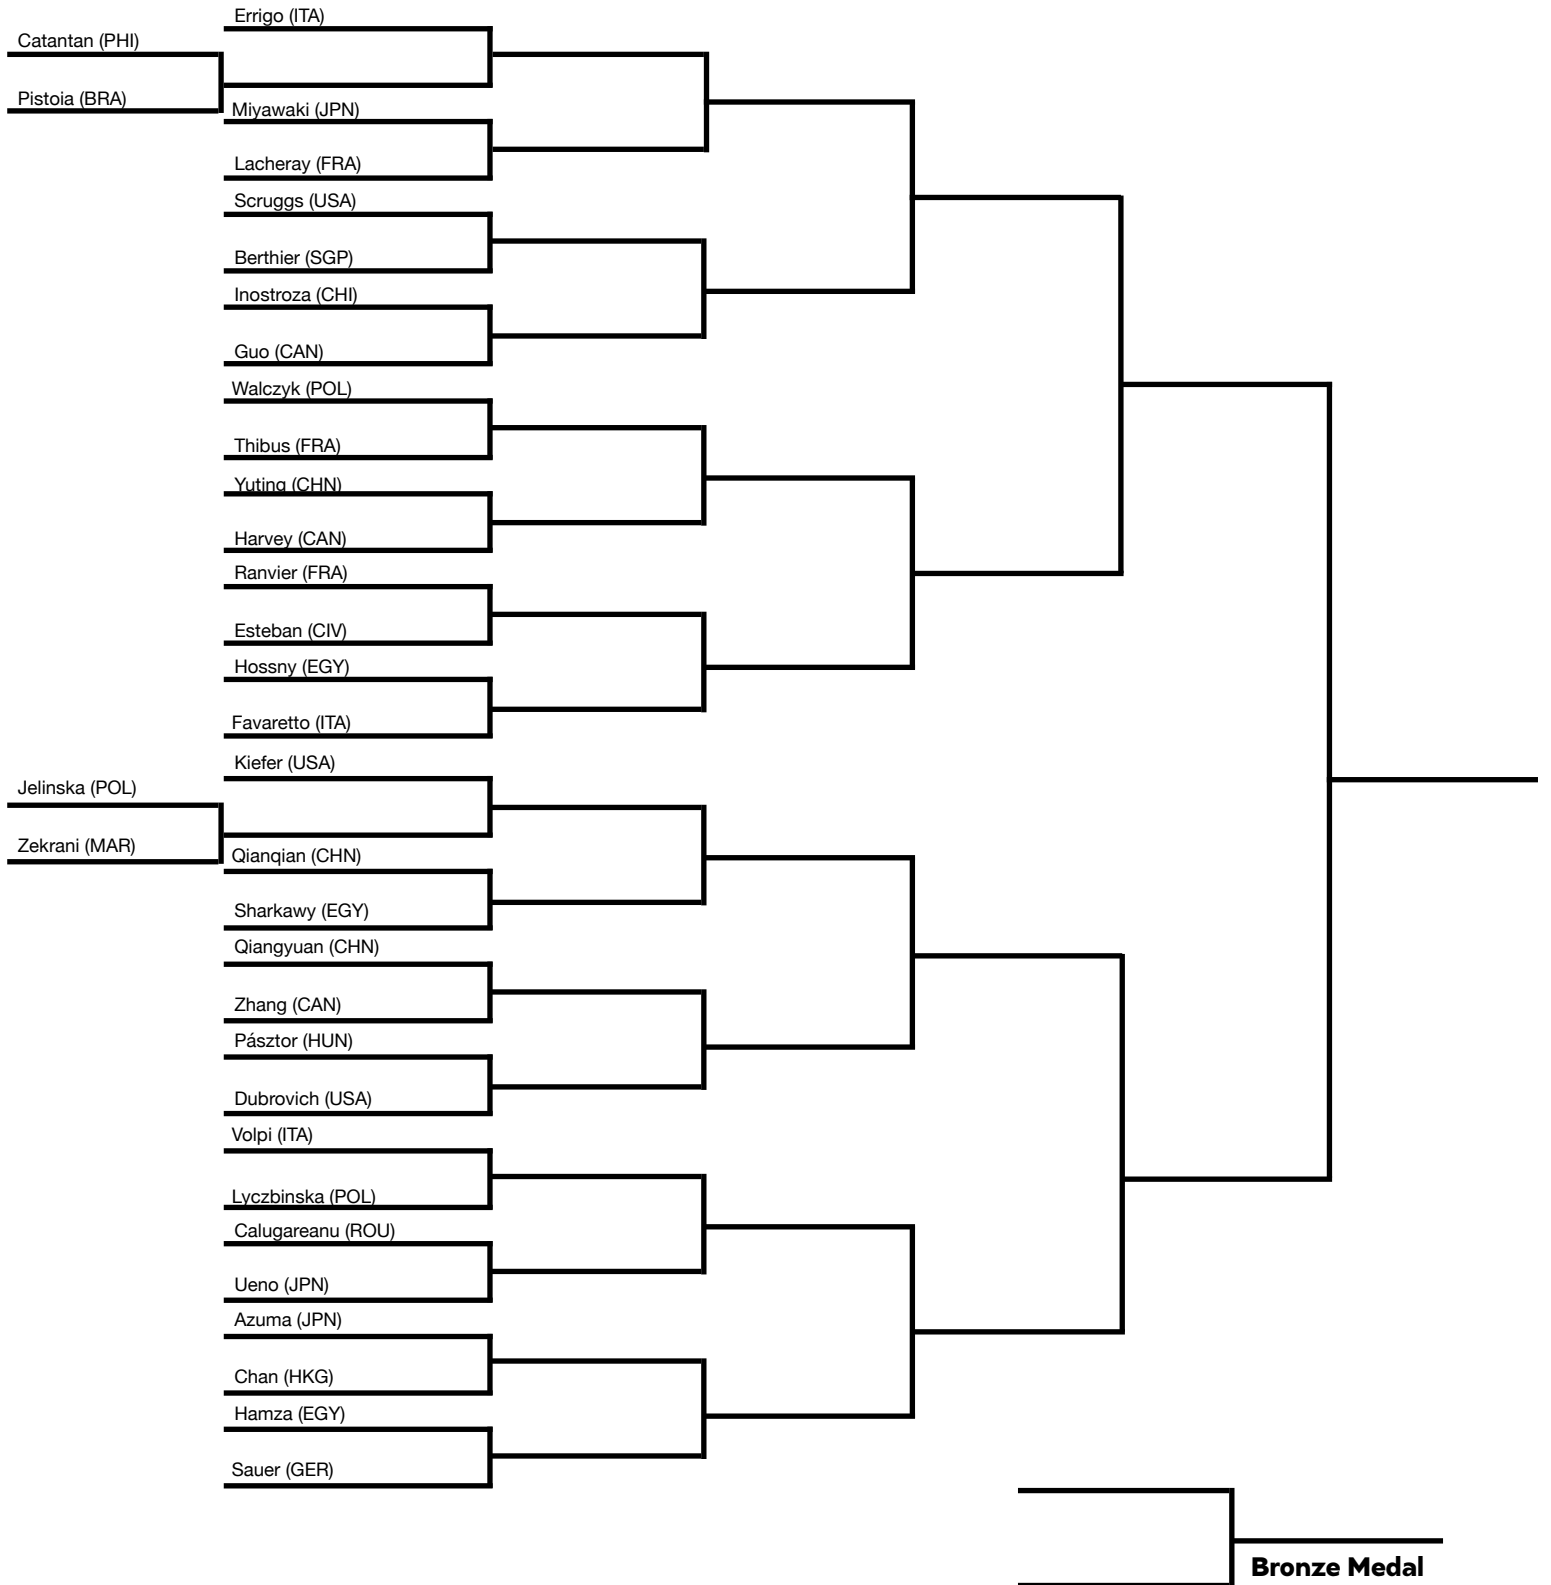 Errigo (ITA)
Catantan (PHI)
Pistoia (BRA)
Miyawaki (JPN)
Lacheray (FRA)
Scruggs (USA)
Berthier (SGP)
Inostroza (CHI)
Guo (CAN)
Walczyk (POL)
Thibus (FRA)
Yuting (CHN)
Harvey (CAN)
Ranvier (FRA)
Esteban (CIV)
Hossny (EGY)
Favaretto (ITA)
Kiefer (USA)
Jelinska (POL)
Zekrani (MAR)
Qianqian (CHN)
Sharkawy (EGY)
Qiangyuan (CHN)
Zhang (CAN)
Pásztor (HUN)
Dubrovich (USA)
Volpi (ITA)
Lyczbinska (POL)
Calugareanu (ROU)
Ueno (JPN)
Azuma (JPN)
Chan (HKG)
Hamza (EGY)
Sauer (GER)
Bronze Medal